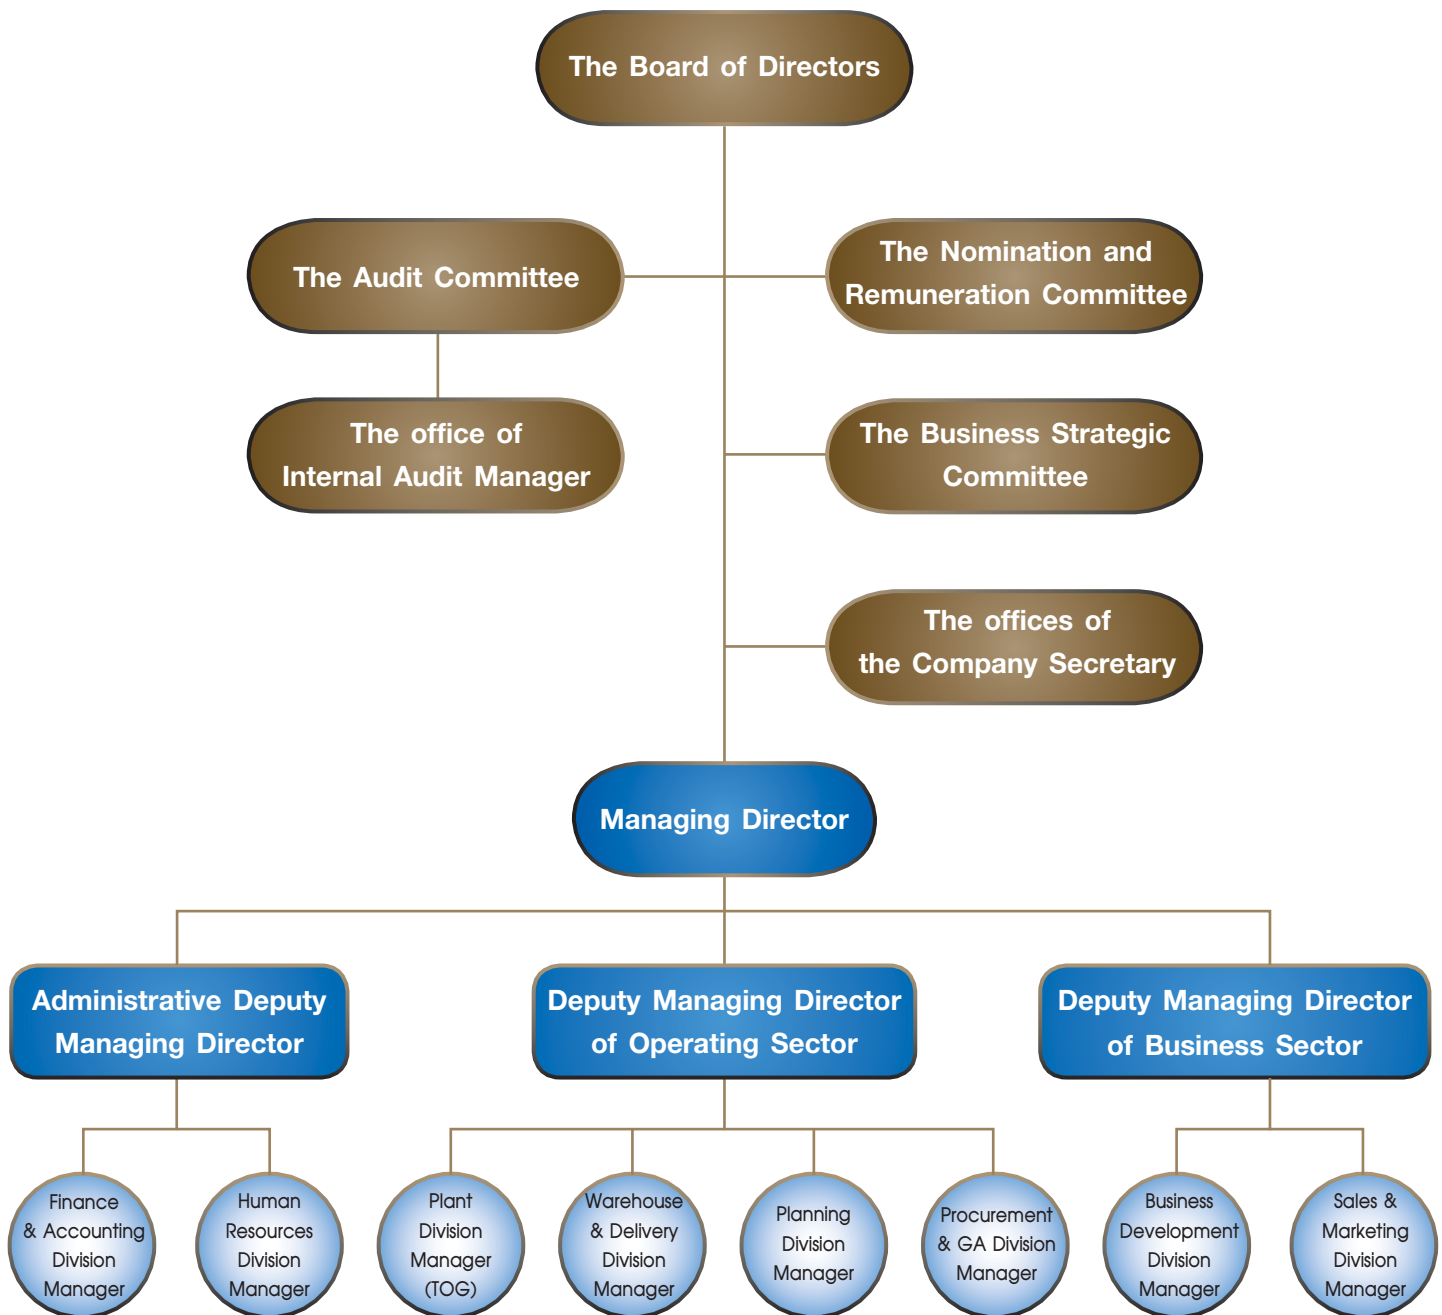 The Board of Directors
The Audit Committee
The Nomination and
Remuneration Committee
The office of
Internal Audit Manager
The Business Strategic
Committee
The offices of
the Company Secretary
Managing Director
Administrative Deputy
Managing Director
Deputy Managing Director
of Operating Sector
Deputy Managing Director
of Business Sector
Finance
& Accounting
Division
Manager
Human
Resources
Division
Manager
Plant
Division
Manager
(TOG)
Warehouse
& Delivery
Division
Manager
Planning
Division
Manager
Procurement
& GA Division
Manager
Business
Development
Division
Manager
Sales &
Marketing
Division
Manager